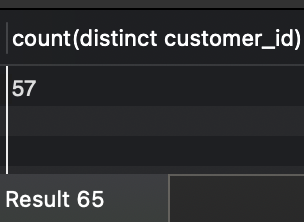 count(distinct customer_id)
57
Result 65